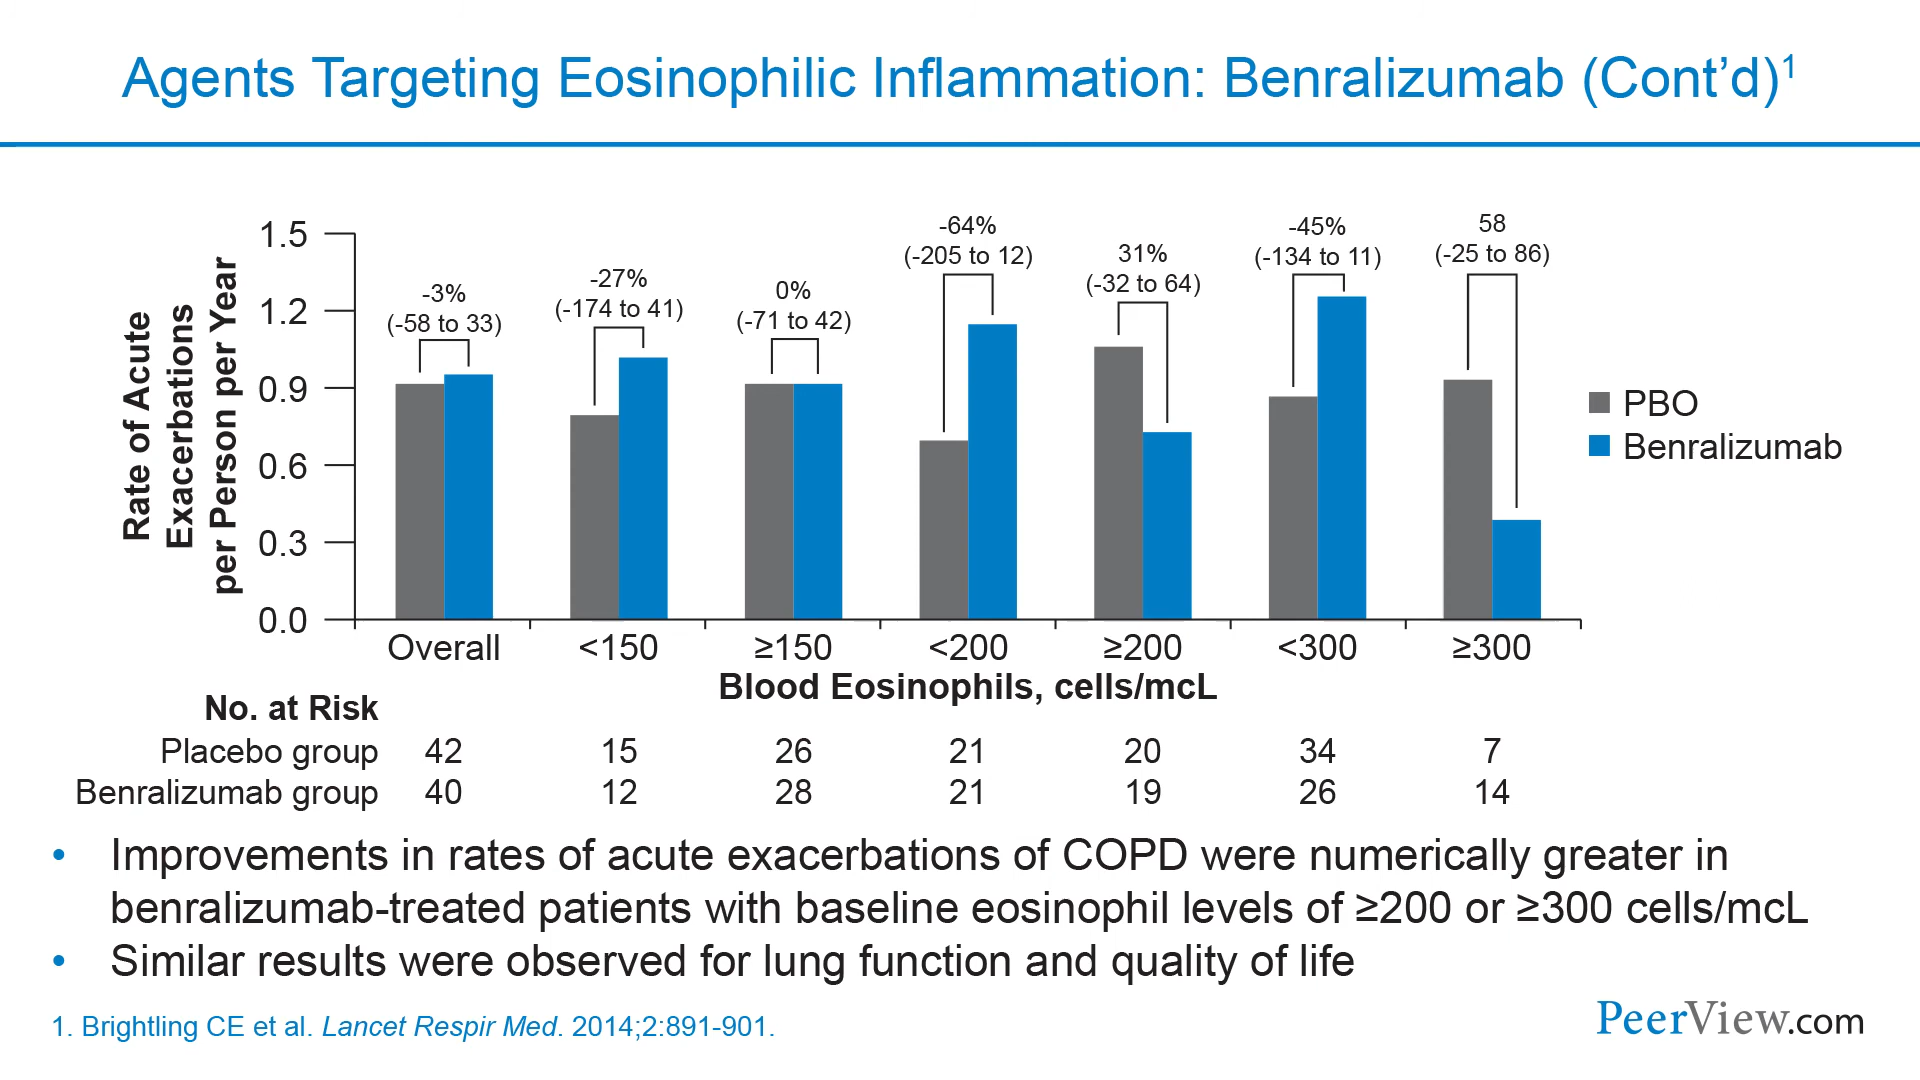 Agents Targeting Eosinophilic Inflammation: Benralizumab (Cont’d)1
Rate of Acute
Exacerbations
per Person per Year
1.5
1.2
0.9
0.6
0.3
0.0
-3%
(-58 to 33)
-27%
(-174 to 41)
0%
(-71 to 42)
-64%
(-205 to 12)
31%
(-32 to 64)
-45%
(-134 to 11)
58
(-25 to 86)
PBO
Benralizumab
Overall <150 ≥150 <200 ≥200 <300 ≥300
Blood Eosinophils, cells/mcL
No. at Risk
Placebo group 42 15 26 21 20 34 7
Benralizumab group 40 12 28 21 19 26 14
• Improvements in rates of acute exacerbations of COPD were numerically greater in
benralizumab-treated patients with baseline eosinophil levels of ≥200 or ≥300 cells/mcL
• Similar results were observed for lung function and quality of life
1. Brightling CE et al. Lancet Respir Med. 2014;2:891-901.
PeerView.com